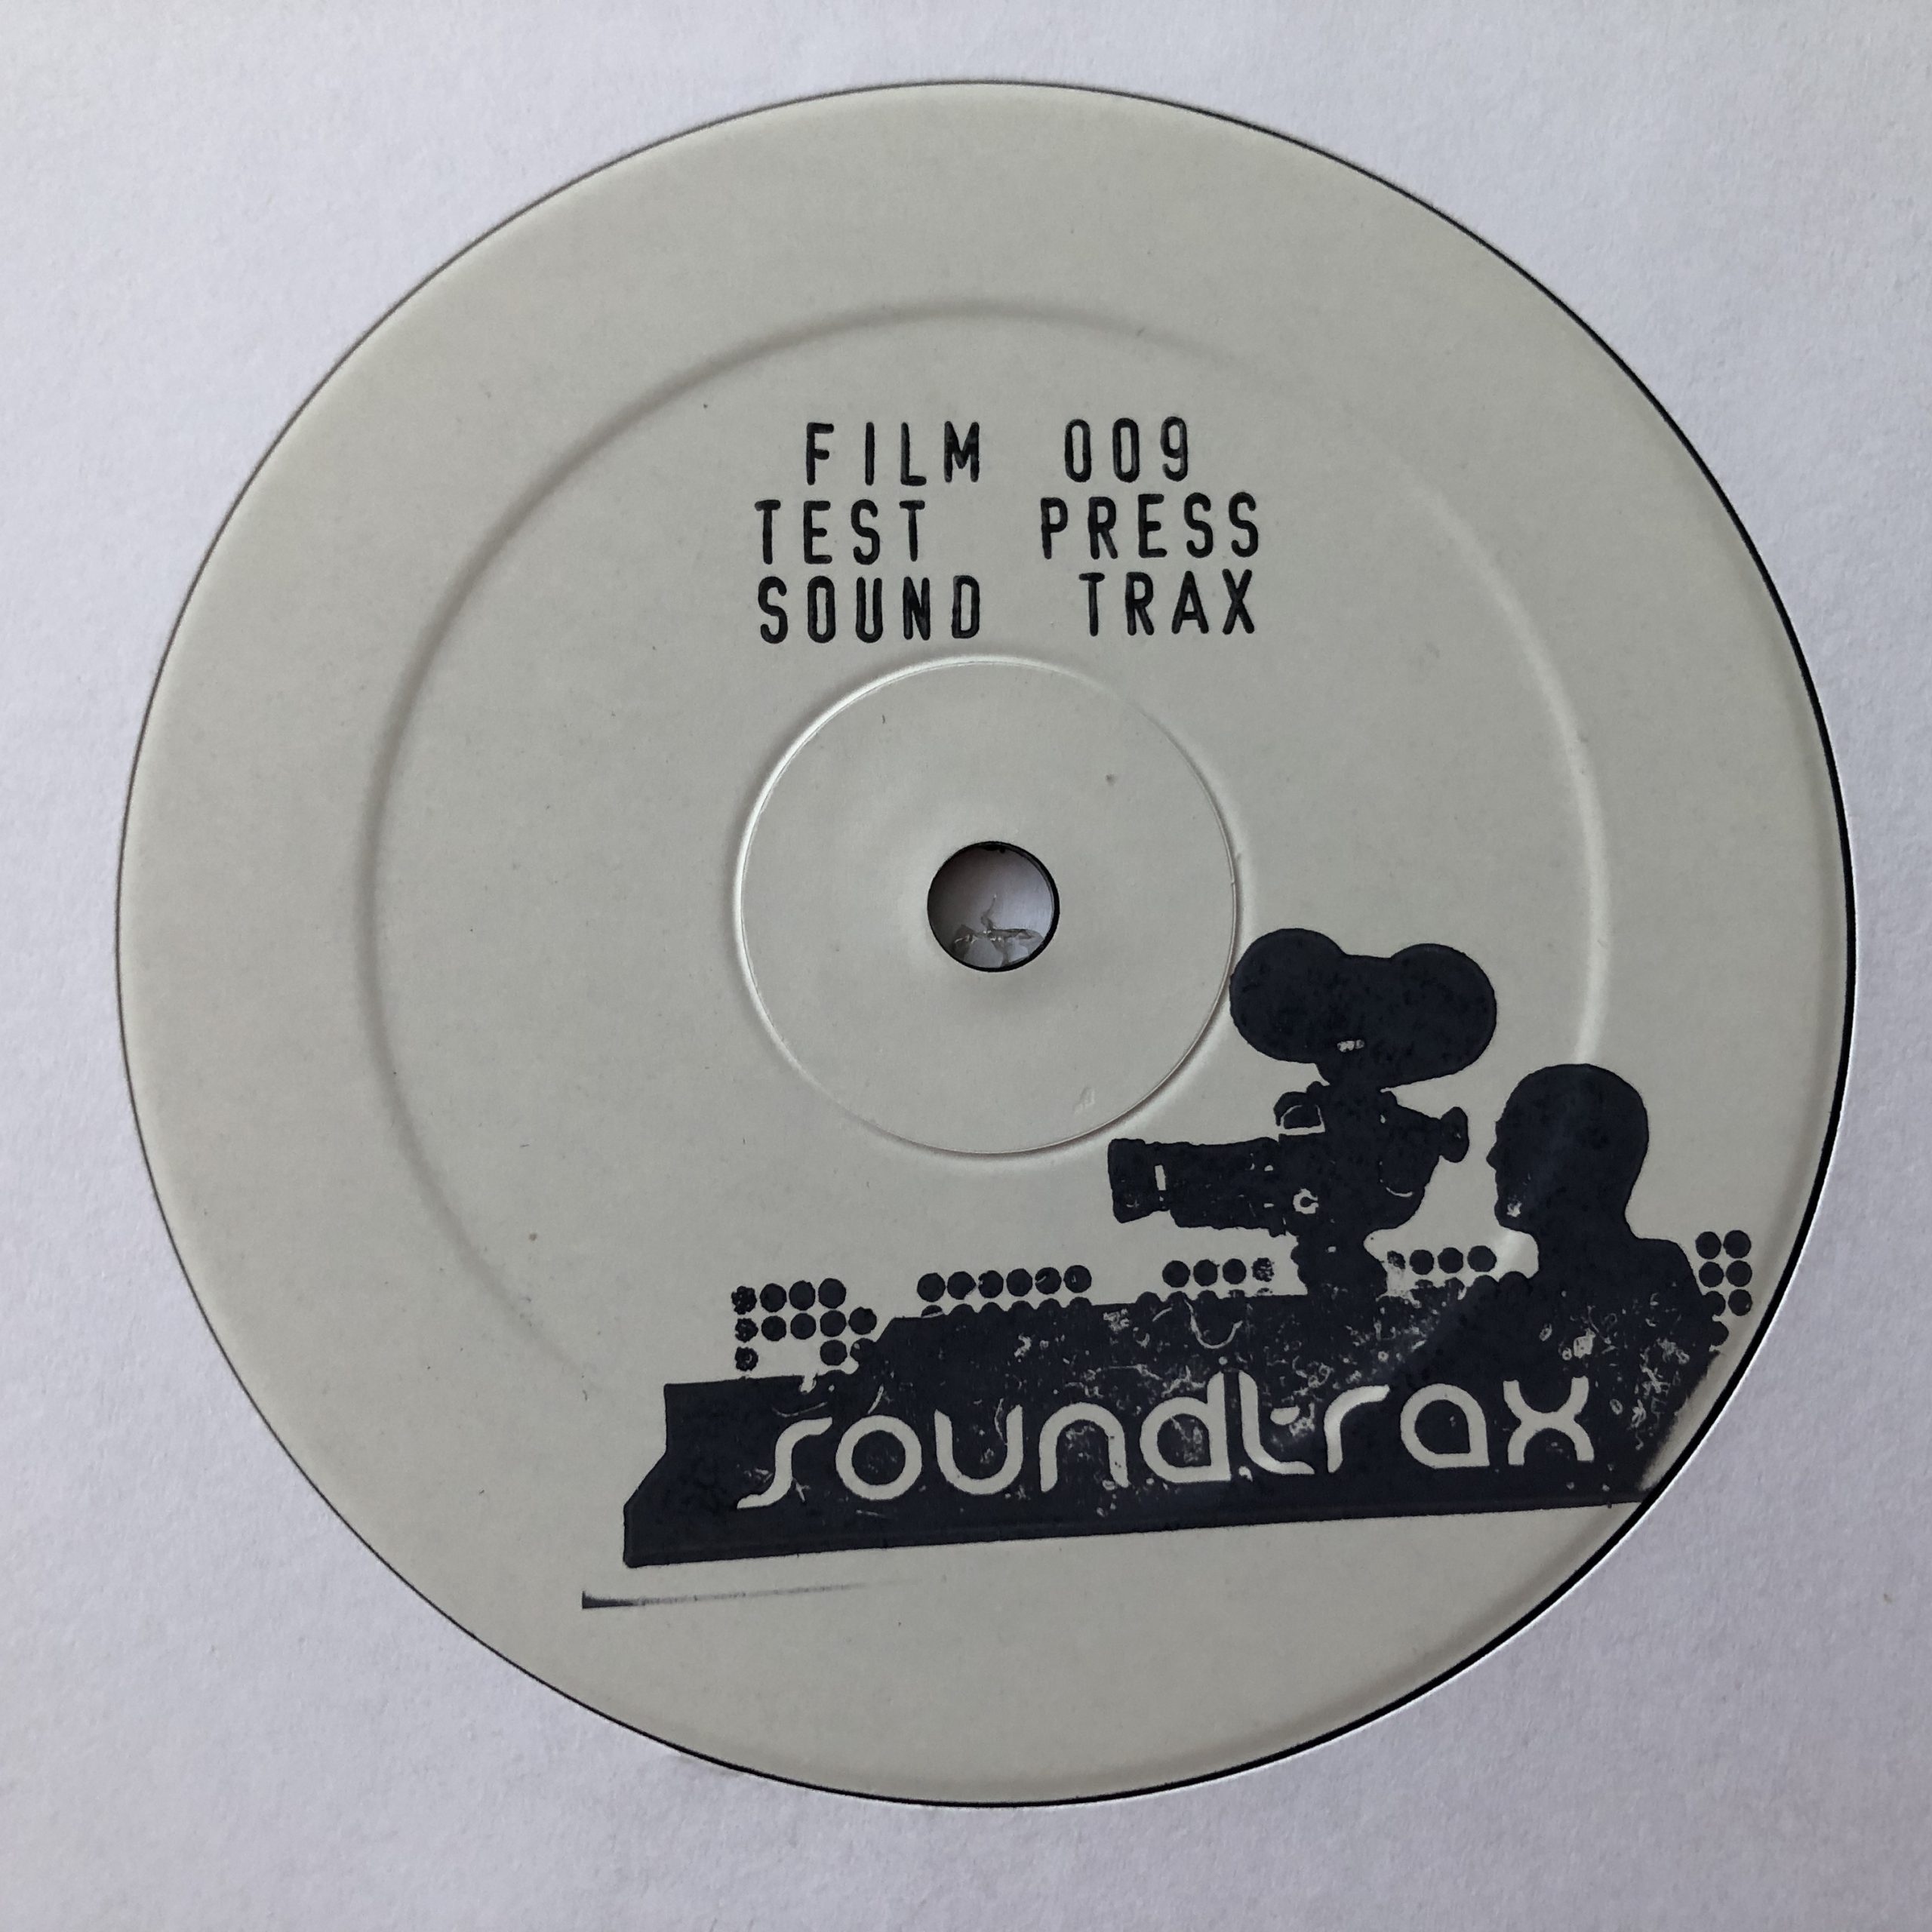 FILM 009
TEST PRESS
SOUND TRAX
soundtrax